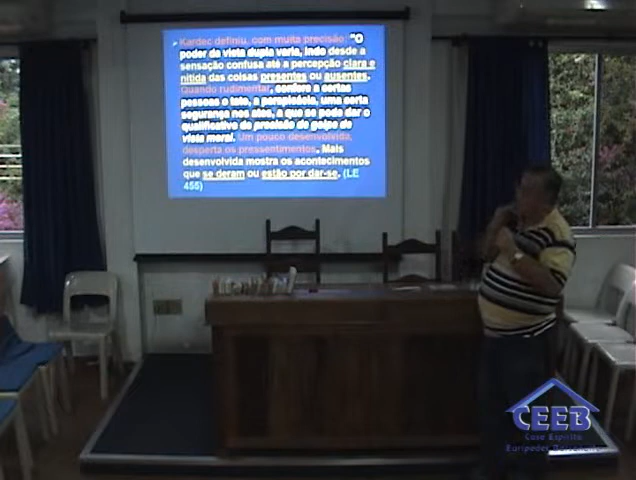 Kardec definiu, com muita precisão: "O
poder da vista dupla varia, indo desde a
sensação confusa até a percepção clara e
nítida das coisas presentes ou ausentes.
Quando rudimentar, confere a certas
pessoas o tato, a perspicácia, uma certa
segurança nos atos, a que se pode dar o
qualificativo de precisão de golpe de
vista moral. Um pouco desenvolvida,
desperta os pressentimentos. Mais
desenvolvida mostra os acontecimentos
que se deram ou estão por dar-se. (LE
455)
CEEB
Casa Espírita
Eurípedes Barsanulfo